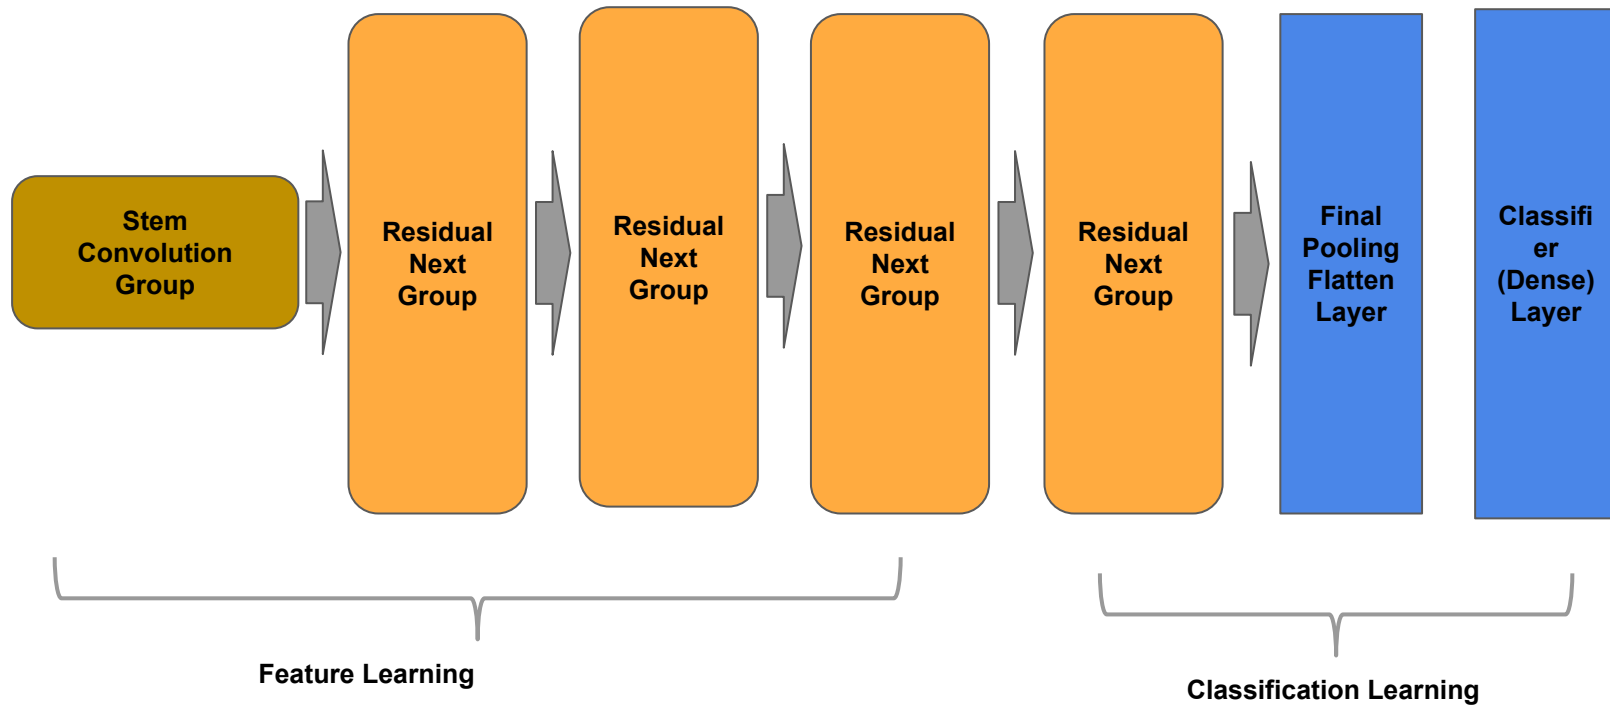 Stem
Convolution
Group
Residual
Next
Group
Residual
Next
Group
Residual
Next
Group
Residual
Next
Group
Final
Pooling
Flatten
Layer
Classifi
er
(Dense)
Layer
Feature Learning
Classification Learning